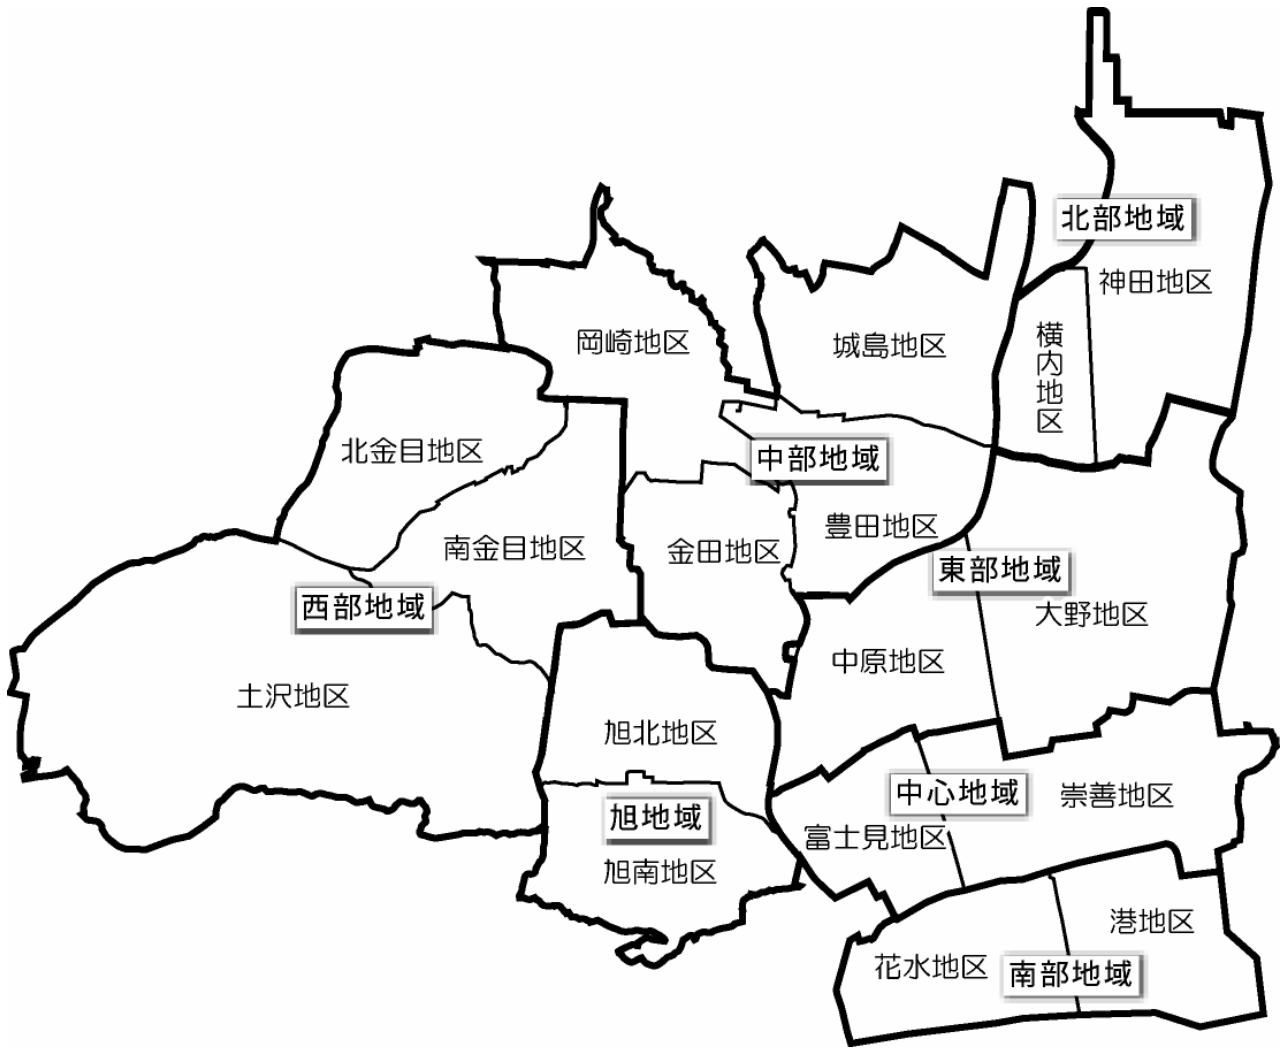 北部地域
神田地区
横内地区
岡崎地区
城島地区
北金目地区
中部地域
南金目地区
金田地区
豊田地区
東部地域
西部地域
大野地区
中原地区
土沢地区
旭北地区
中心地域
崇善地区
旭地域
富士見地区
旭南地区
港地区
花水地区
南部地域